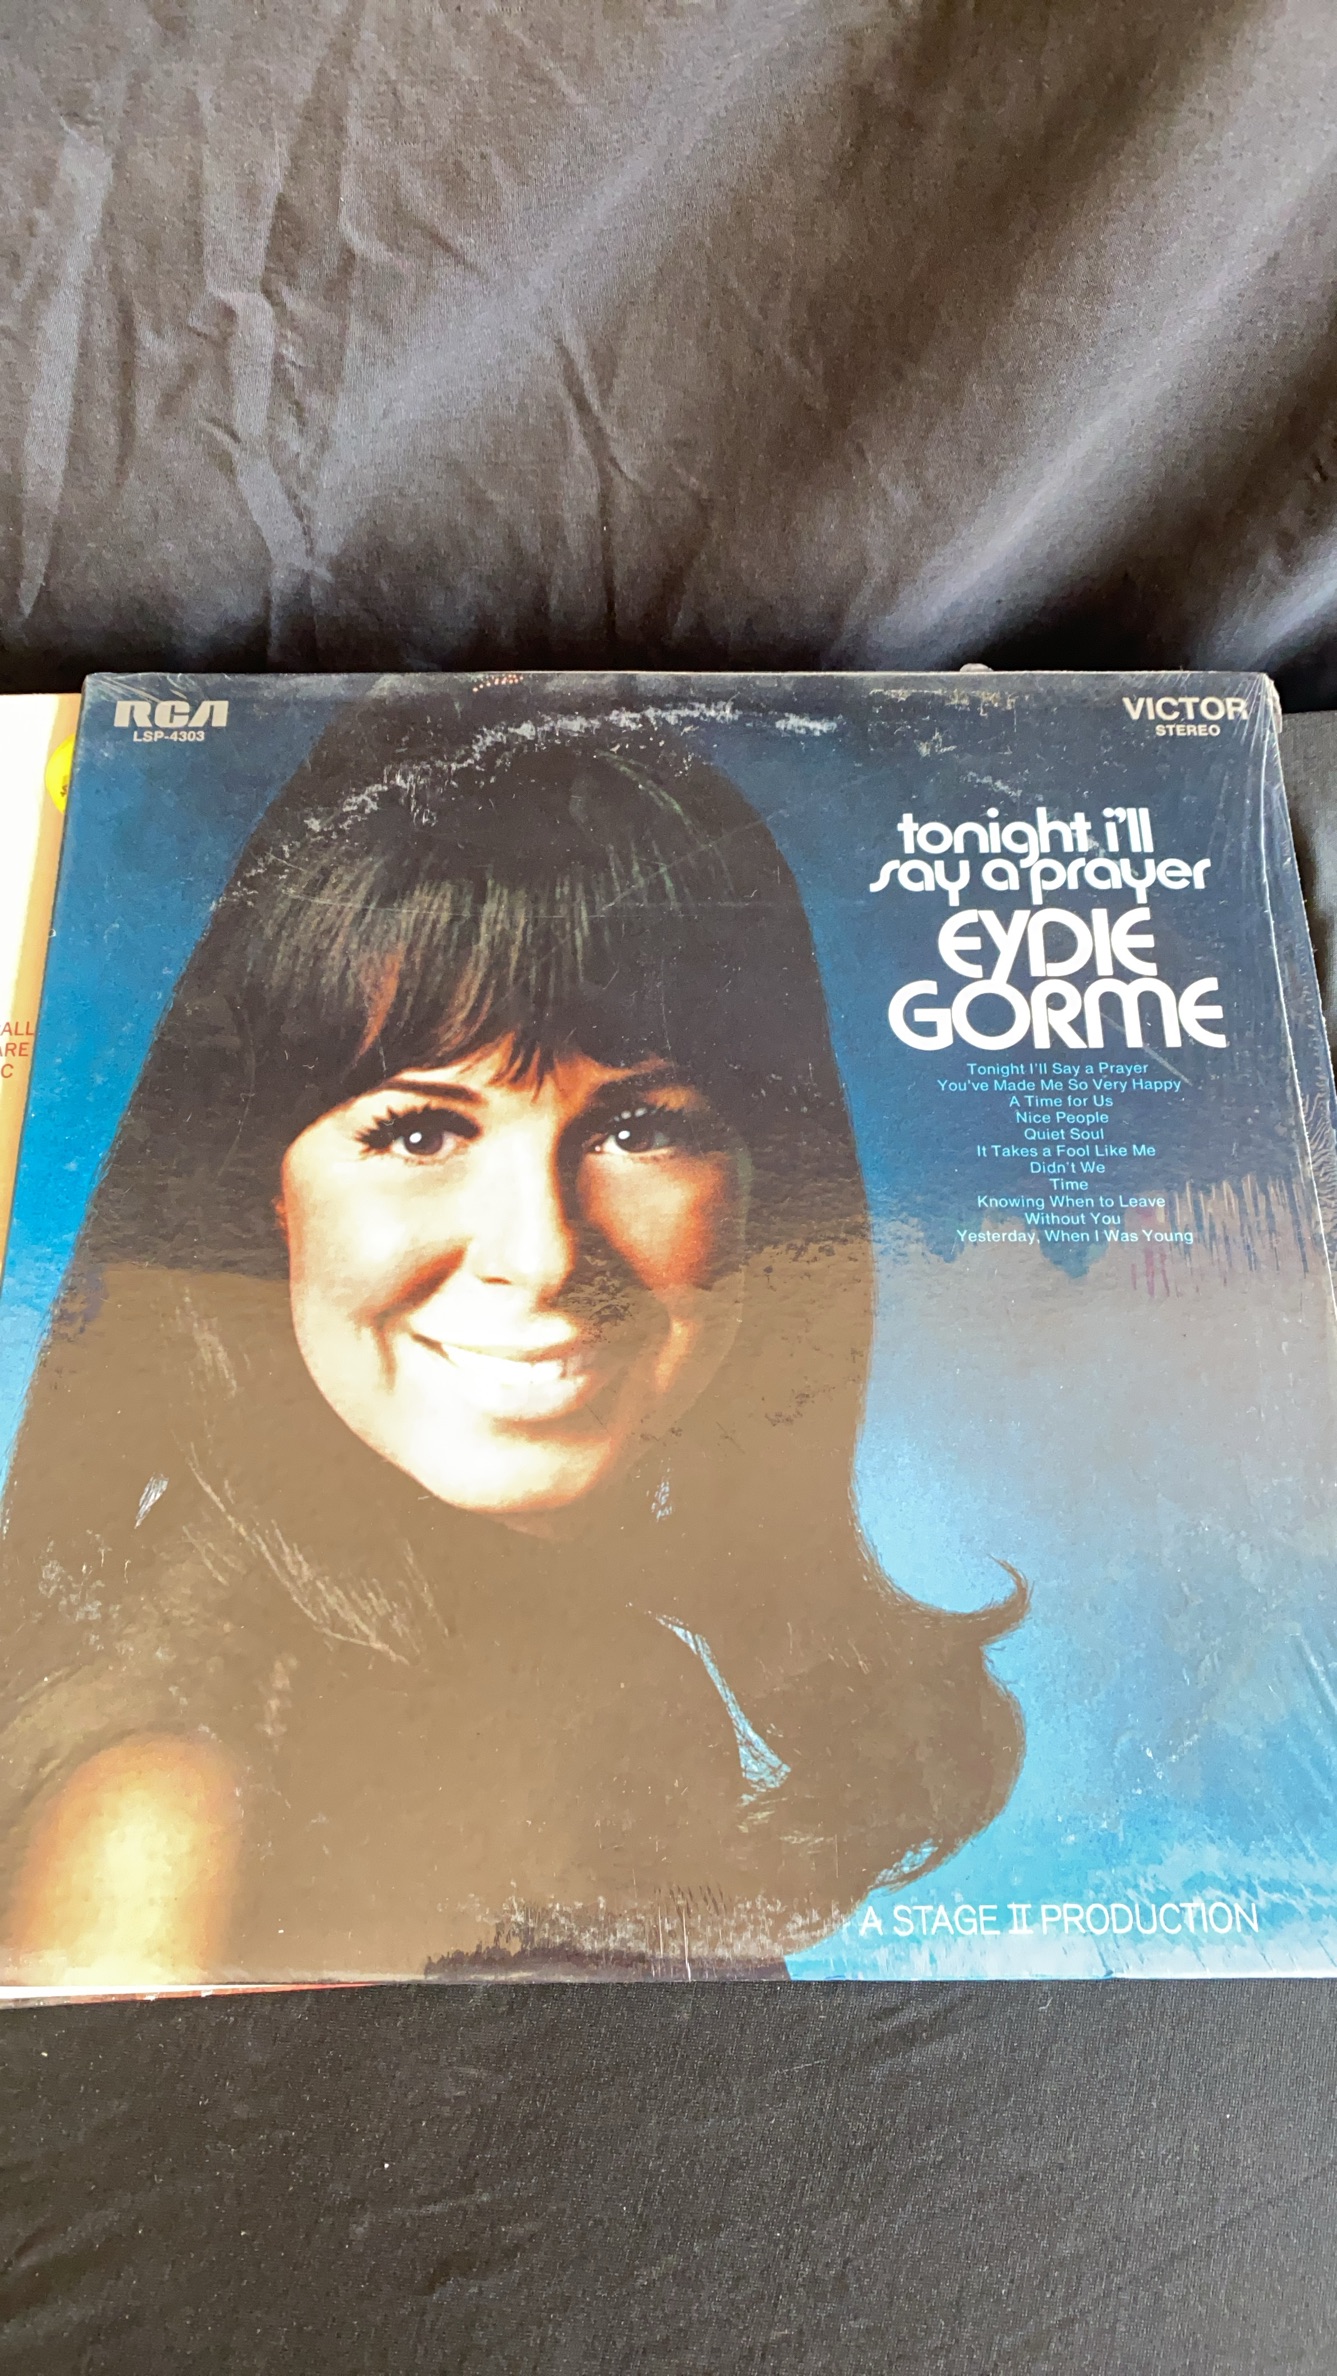 RCA
LSP-4303
VICTOR
STEREO
tonight i'll
say a prayer
EYDIE
GORME
Tonight I'll Say a Prayer
You've Made Me So Very Happy
A Time for Us
Nice People
Quiet Soul
It Takes a Fool Like Me
Didn't We
Time
Knowing When to Leave
Without You
Yesterday, When I Was Young
A STAGE II PRODUCTION
ALL
ARE
C